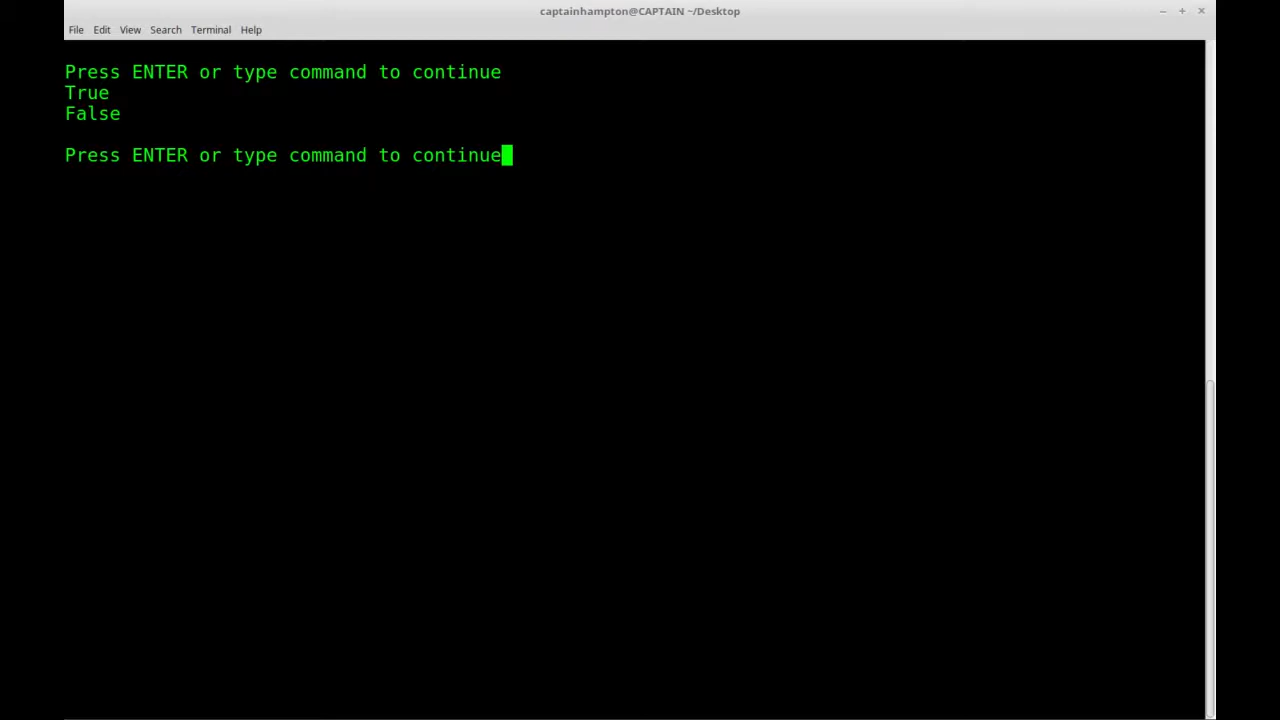 captainhampton@CAPTAIN ~/Desktop
File Edit View Search Terminal Help
Press ENTER or type command to continue
True
False
Press ENTER or type command to continue